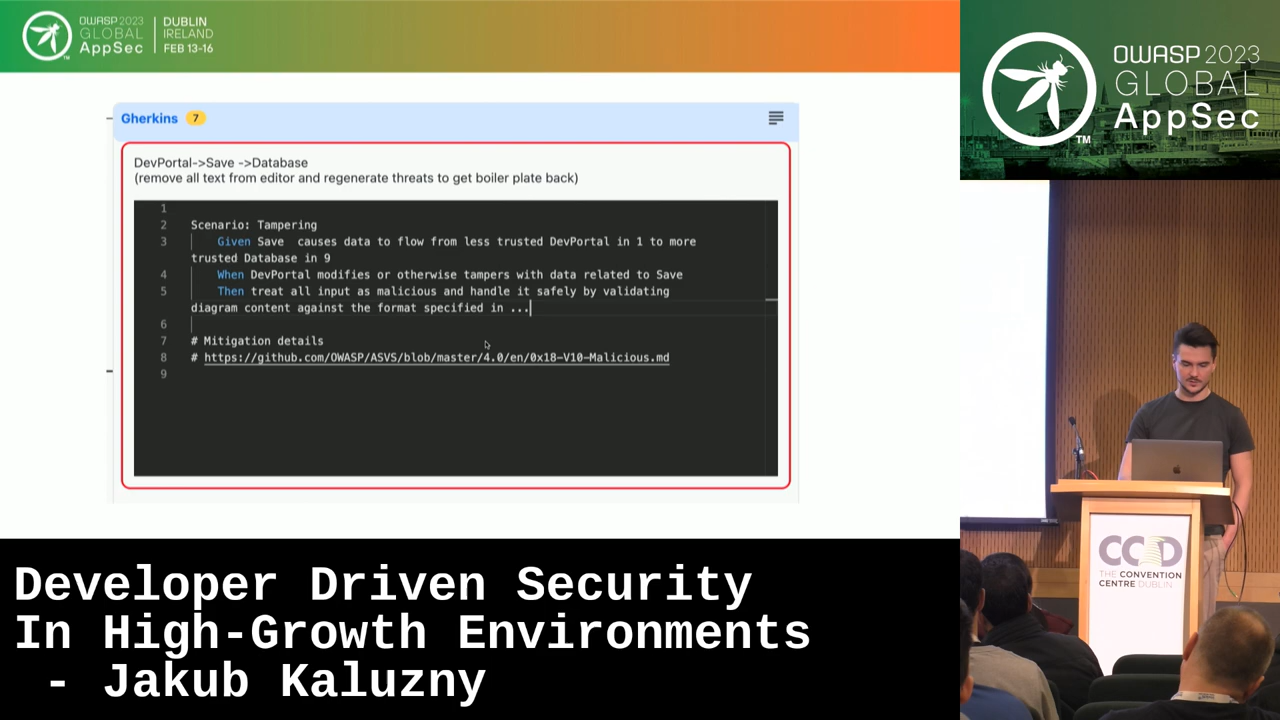 OWASP 2023
GLOBAL
AppSec
TM
DUBLIN
IRELAND
FEB 13-16
Gherkins 7
DevPortal->Save ->Database
(remove all text from editor and regenerate threats to get boiler plate back)
1
2 Scenario: Tampering
3 Given Save causes data to flow from less trusted DevPortal in 1 to more
trusted Database in 9
4 When DevPortal modifies or otherwise tampers with data related to Save
5 Then treat all input as malicious and handle it safely by validating
diagram content against the format specified in ...
6
7 # Mitigation details
8 # https://github.com/OWASP/ASVS/blob/master/4.0/en/0x18-V10-Malicious.md
9
Developer Driven Security
In High-Growth Environments
- Jakub Kaluzny
OWASP 2023
GLOBAL
AppSec
TM
CCD
THE CONVENTION
CENTRE DUBLIN